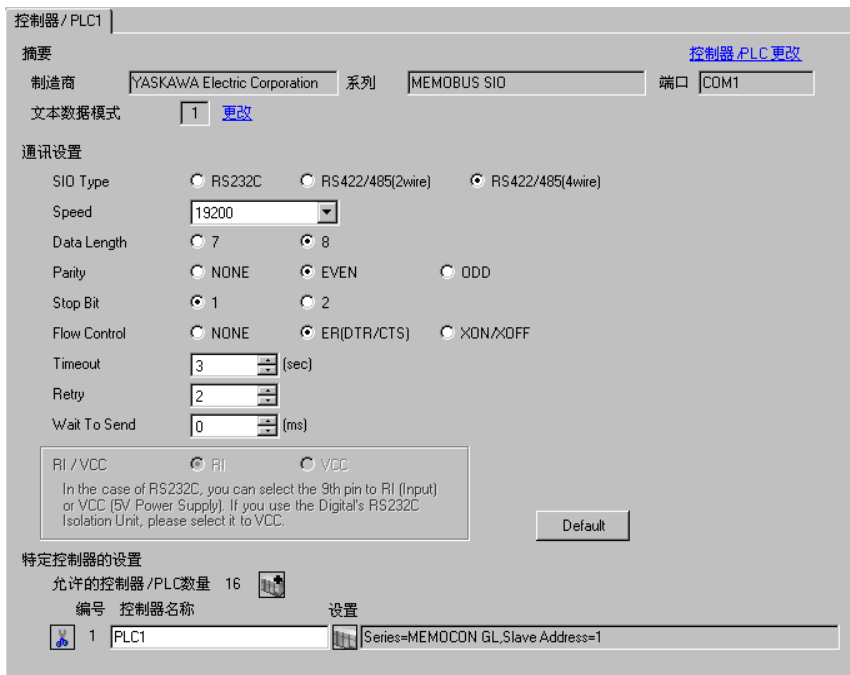 控制器/PLC1
摘要 控制器/PLC更改
制造商 YASKAWA Electric Corporation 系列 MEMOBUS SIO 端口 COM1
文本数据模式 1 更改
通讯设置
SIO Type RS232C RS422/485(2wire) RS422/485(4wire)
Speed 19200
Data Length 7 8
Parity NONE EVEN ODD
Stop Bit 1 2
Flow Control NONE ER(DTR/CTS) XON/XOFF
Timeout 3 (sec)
Retry 2
Wait To Send 0 (ms)
RI / VCC RI VCC
In the case of RS232C, you can select the 9th pin to RI (Input)
or VCC (5V Power Supply). If you use the Digital's RS232C
Isolation Unit, please select it to VCC.
Default
特定控制器的设置
允许的控制器/PLC数量 16
编号 控制器名称 设置
1 PLC1 Series=MEMOCON GL,Slave Address=1